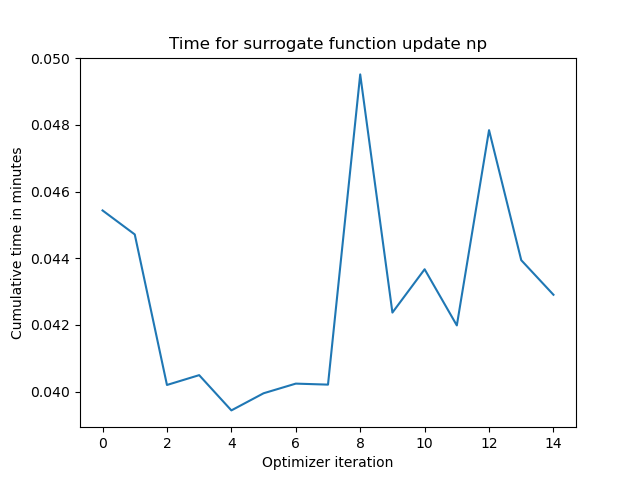 Time for surrogate function update np
0.050
0.048
0.046
0.044
0.042
0.040
Cumulative time in minutes
0 2 4 6 8 10 12 14
Optimizer iteration